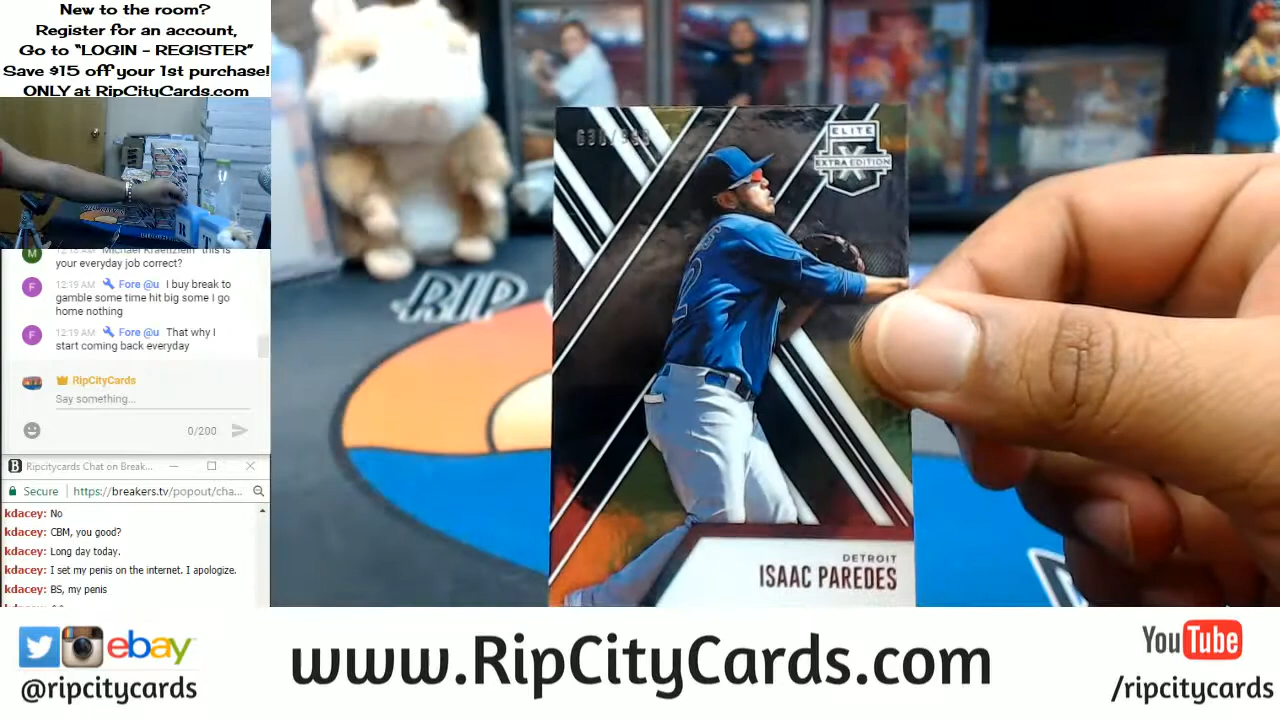 New to the room?
Register for an account,
Go to “LOGIN - REGISTER”
Save $15 off your 1st purchase!
ONLY at RipCityCards.com
your everyday job correct?
12:19 AM Fore @u I buy break to
gamble some time hit big some I go
home nothing
12:19 AM Fore @u That why I
start coming back everyday
RipCityCards
Say something...
0/200
Ripcitycards Chat on Break...
Secure https://breakers.tv/popout/cha...
kdacey: No
kdacey: CBM, you good?
kdacey: Long day today.
kdacey: I set my penis on the internet. I apologize.
kdacey: BS, my penis
RIP
ELITE
X
EXTRA EDITION
2
DETROIT
ISAAC PAREDES
ebay
@ripcitycards
www.RipCityCards.com
YouTube
/ripcitycards